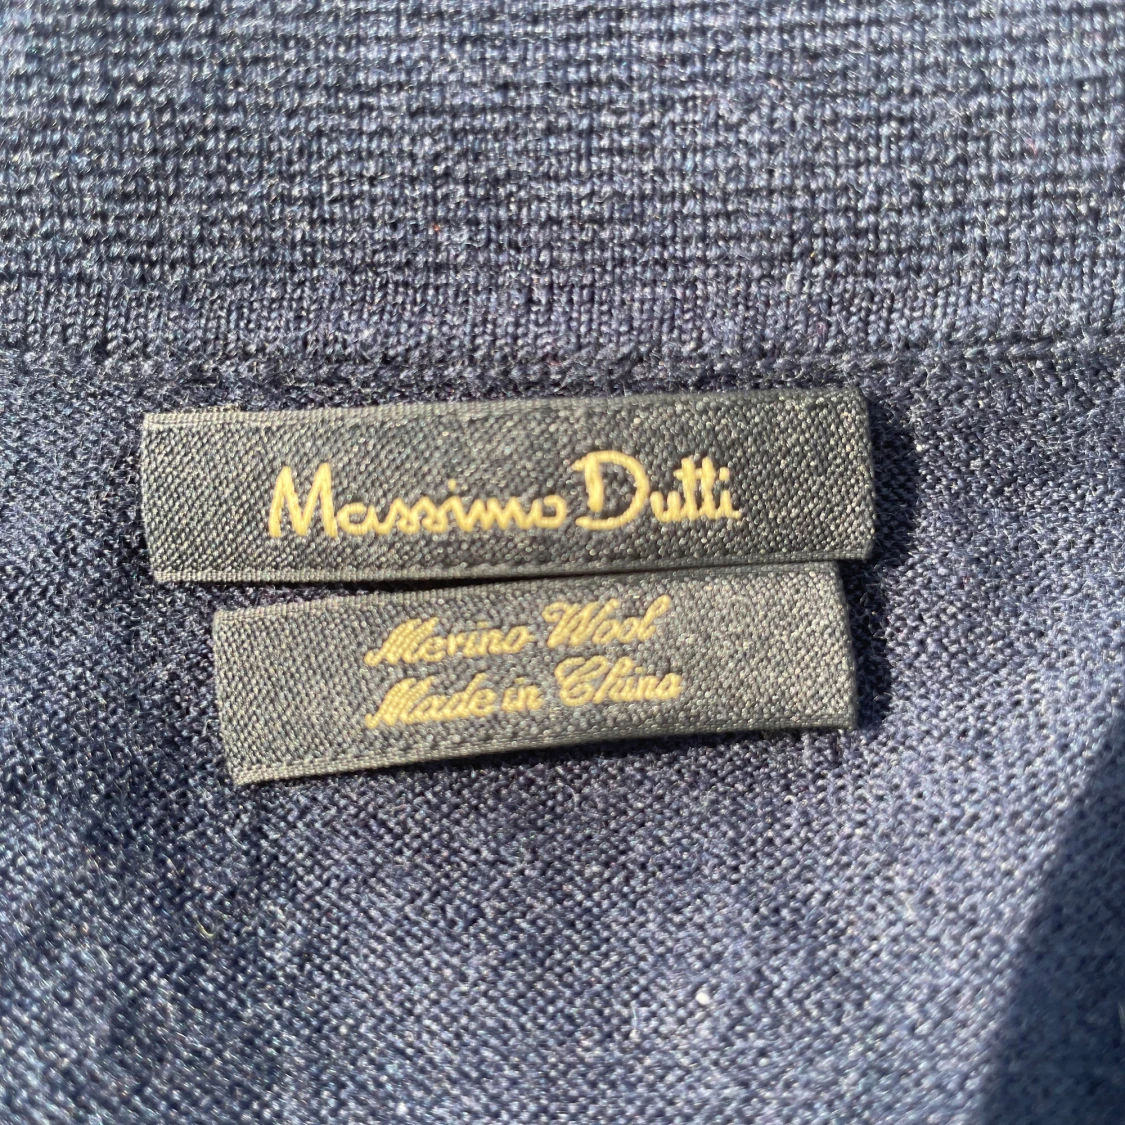 Massimo Dutti
Merino Wool
Made in China